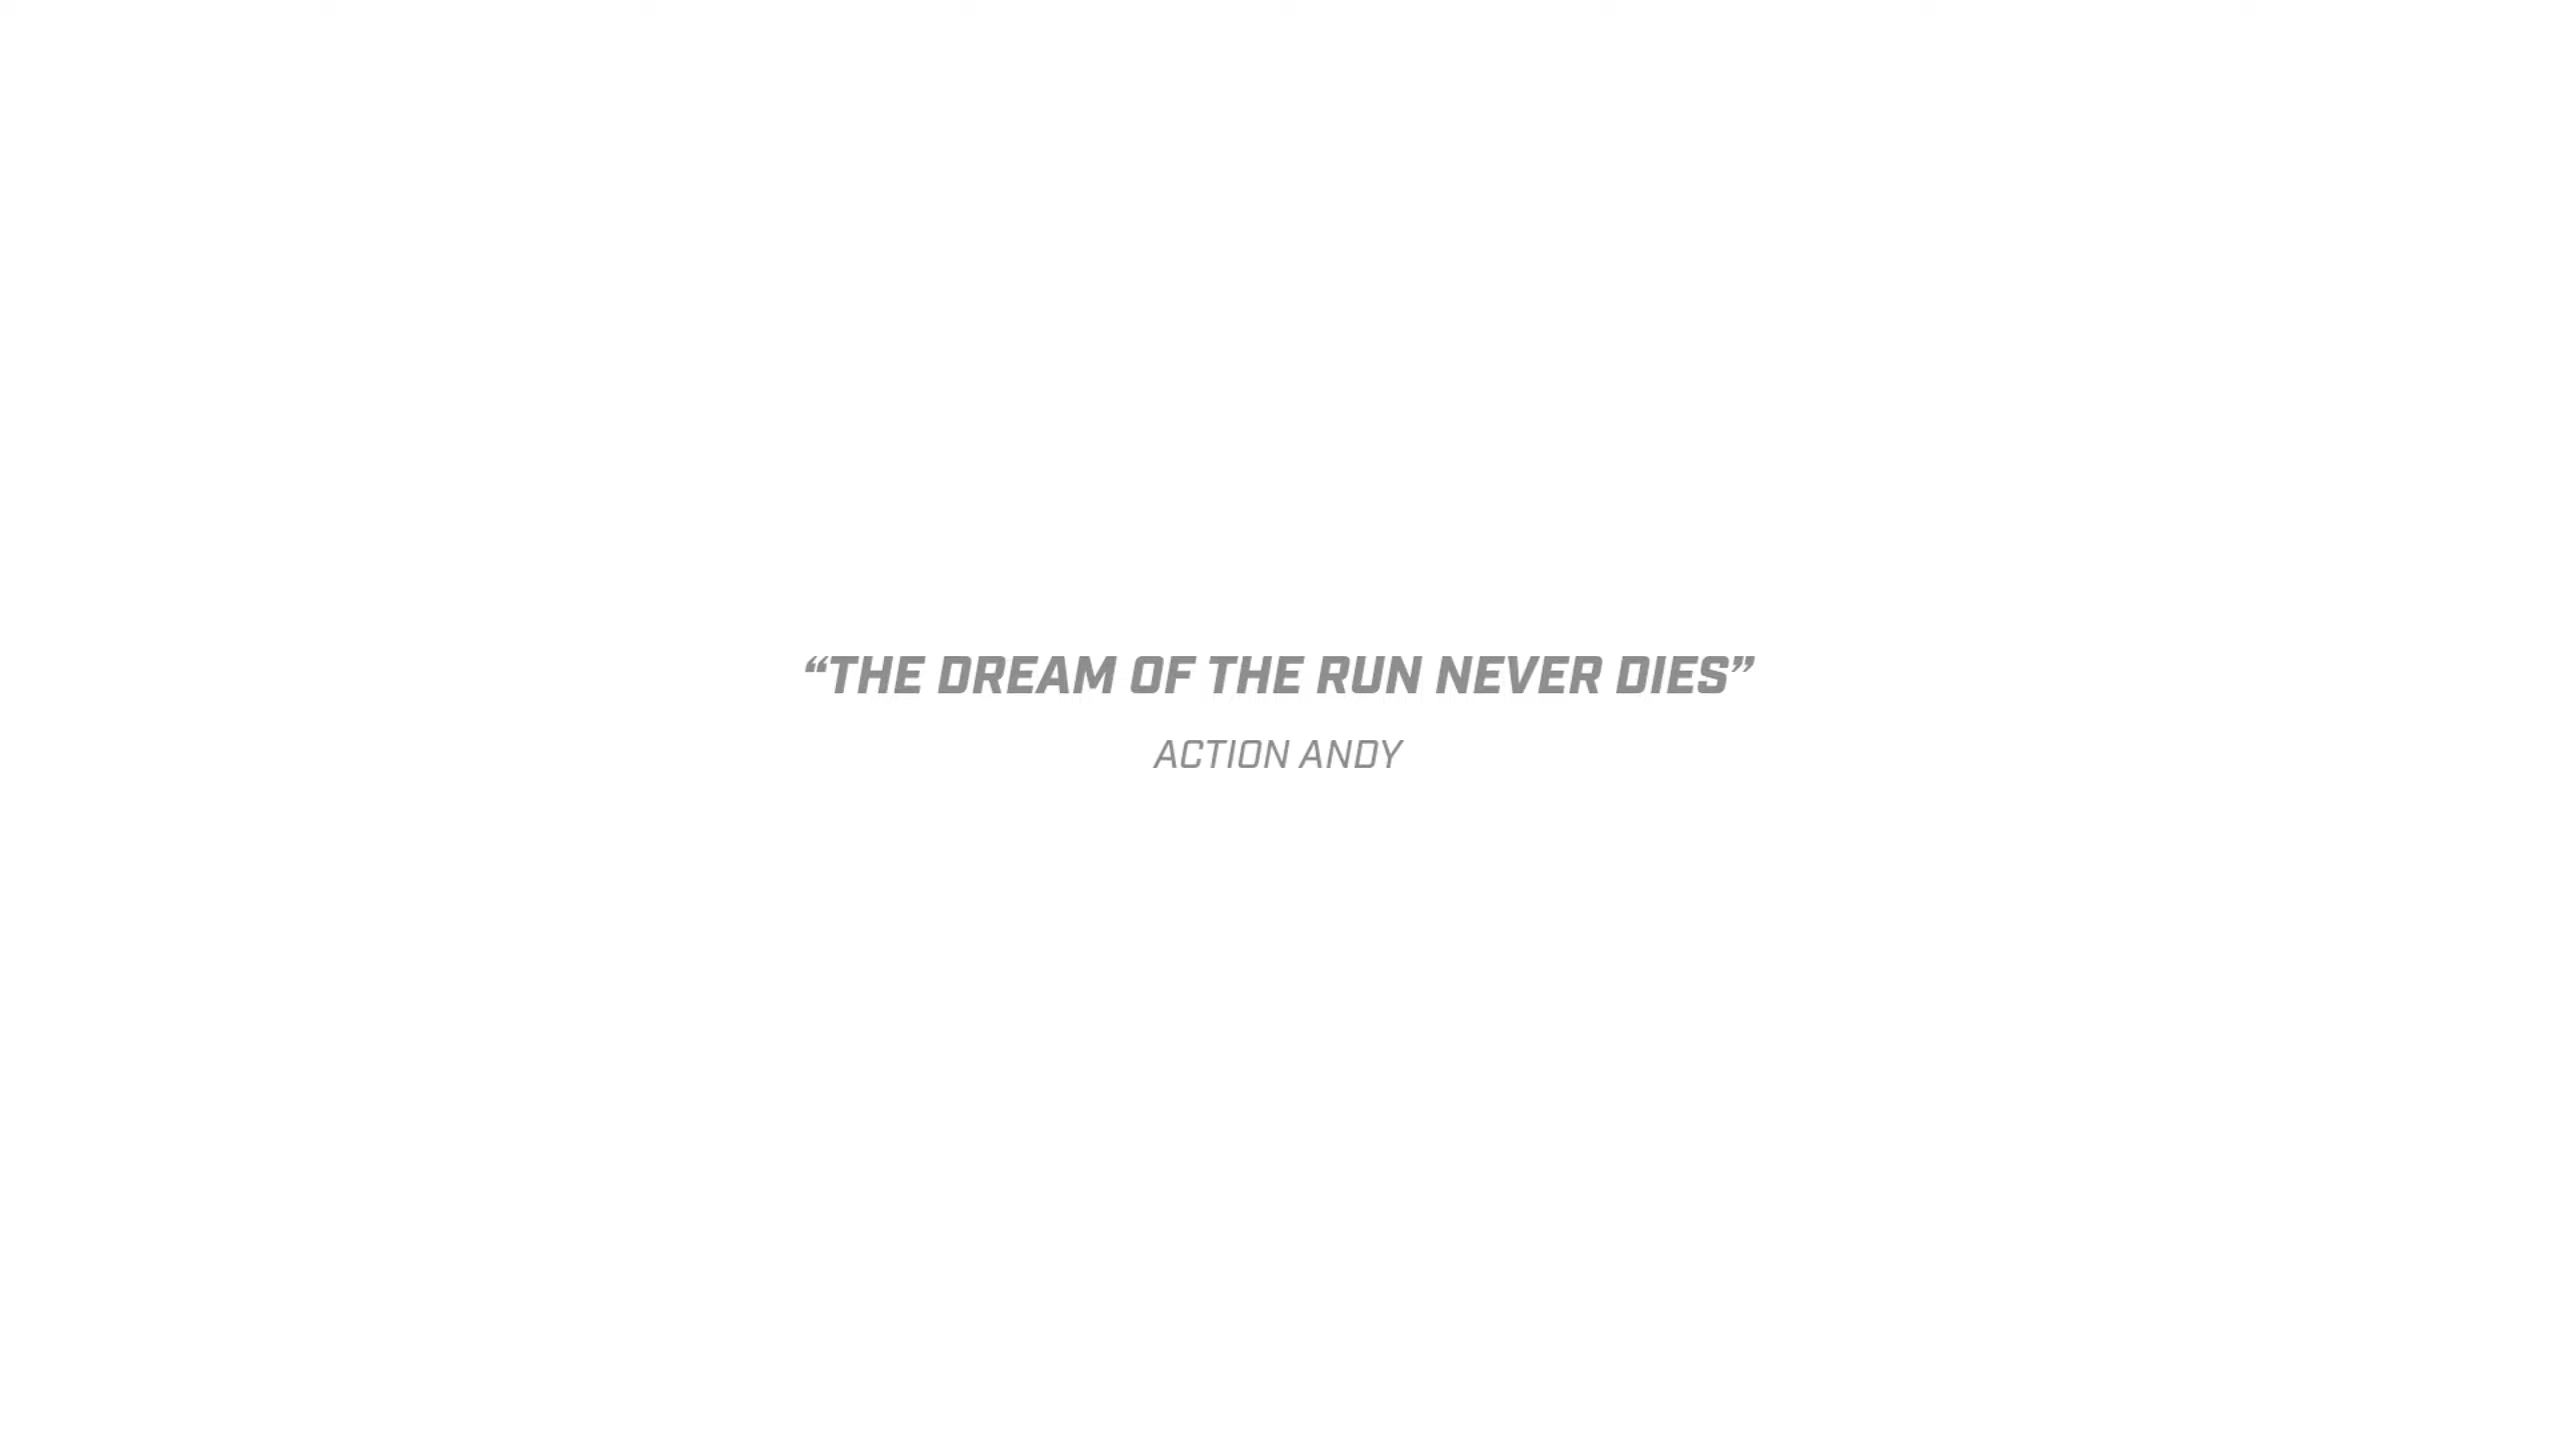 “THE DREAM OF THE RUN NEVER DIES”
ACTION ANDY